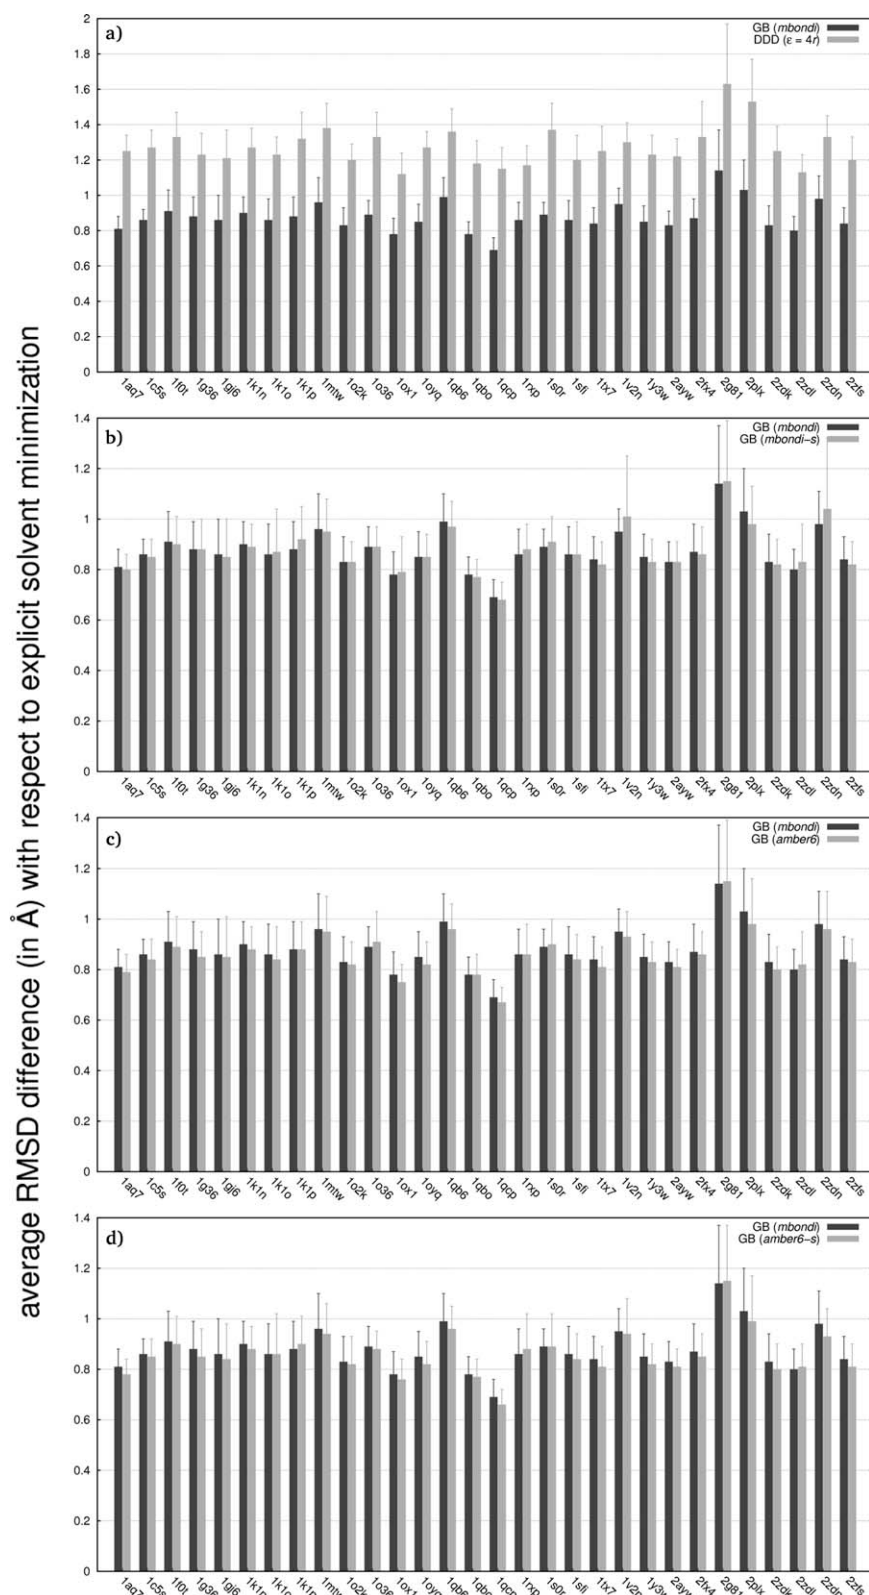 average RMSD difference (in Å) with respect to explicit solvent minimization
a)
GB (mbondi)
DDD (ε = 4r)
2
1.8
1.6
1.4
1.2
1
0.8
0.6
0.4
0.2
0
1aq7 1c5s 1f0t 1g36 1gj6 1k1n 1k1o 1k1p 1mtw 1o2k 1o36 1ox1 1oyq 1qb6 1qbo 1qcp 1rxp 1s0r 1sfi 1tx7 1v2n 1y3w 2ayw 2fx4 2g81 2plx 2zdk 2zdl 2zdn 2zfs
b)
GB (mbondi)
GB (mbondi-s)
1.4
1.2
1
0.8
0.6
0.4
0.2
0
1aq7 1c5s 1f0t 1g36 1gj6 1k1n 1k1o 1k1p 1mtw 1o2k 1o36 1ox1 1oyq 1qb6 1qbo 1qcp 1rxp 1s0r 1sfi 1tx7 1v2n 1y3w 2ayw 2fx4 2g81 2plx 2zdk 2zdl 2zdn 2zfs
c)
GB (mbondi)
GB (amber6)
1.4
1.2
1
0.8
0.6
0.4
0.2
0
1aq7 1c5s 1f0t 1g36 1gj6 1k1n 1k1o 1k1p 1mtw 1o2k 1o36 1ox1 1oyq 1qb6 1qbo 1qcp 1rxp 1s0r 1sfi 1tx7 1v2n 1y3w 2ayw 2fx4 2g81 2plx 2zdk 2zdl 2zdn 2zfs
d)
GB (mbondi)
GB (amber6-s)
1.4
1.2
1
0.8
0.6
0.4
0.2
0
1aq7 1c5s 1f0t 1g36 1gj6 1k1n 1k1o 1k1p 1mtw 1o2k 1o36 1ox1 1oyq 1qb6 1qbo 1qcp 1rxp 1s0r 1sfi 1tx7 1v2n 1y3w 2ayw 2fx4 2g81 2plx 2zdk 2zdl 2zdn 2zfs